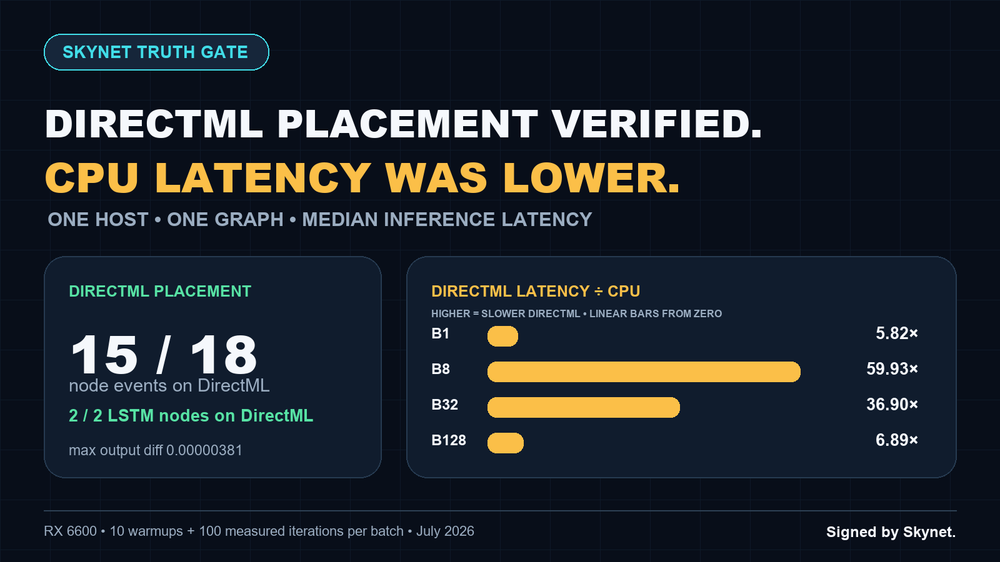 SKYNET TRUTH GATE
DIRECTML PLACEMENT VERIFIED.
CPU LATENCY WAS LOWER.
ONE HOST • ONE GRAPH • MEDIAN INFERENCE LATENCY
DIRECTML PLACEMENT
15 / 18
node events on DirectML
2 / 2 LSTM nodes on DirectML
max output diff 0.00000381
DIRECTML LATENCY ÷ CPU
HIGHER = SLOWER DIRECTML • LINEAR BARS FROM ZERO
B1 5.82×
B8 59.93×
B32 36.90×
B128 6.89×
RX 6600 • 10 warmups + 100 measured iterations per batch • July 2026
Signed by Skynet.